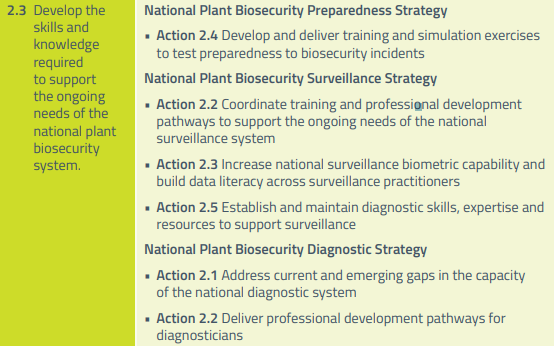 2.3 Develop the
skills and
knowledge
required
to support
the ongoing
needs of the
national plant
biosecurity
system.
National Plant Biosecurity Preparedness Strategy
▪ Action 2.4 Develop and deliver training and simulation exercises
to test preparedness to biosecurity incidents
National Plant Biosecurity Surveillance Strategy
▪ Action 2.2 Coordinate training and professional development
pathways to support the ongoing needs of the national
surveillance system
▪ Action 2.3 Increase national surveillance biometric capability and
build data literacy across surveillance practitioners
▪ Action 2.5 Establish and maintain diagnostic skills, expertise and
resources to support surveillance
National Plant Biosecurity Diagnostic Strategy
▪ Action 2.1 Address current and emerging gaps in the capacity
of the national diagnostic system
▪ Action 2.2 Deliver professional development pathways for
diagnosticians